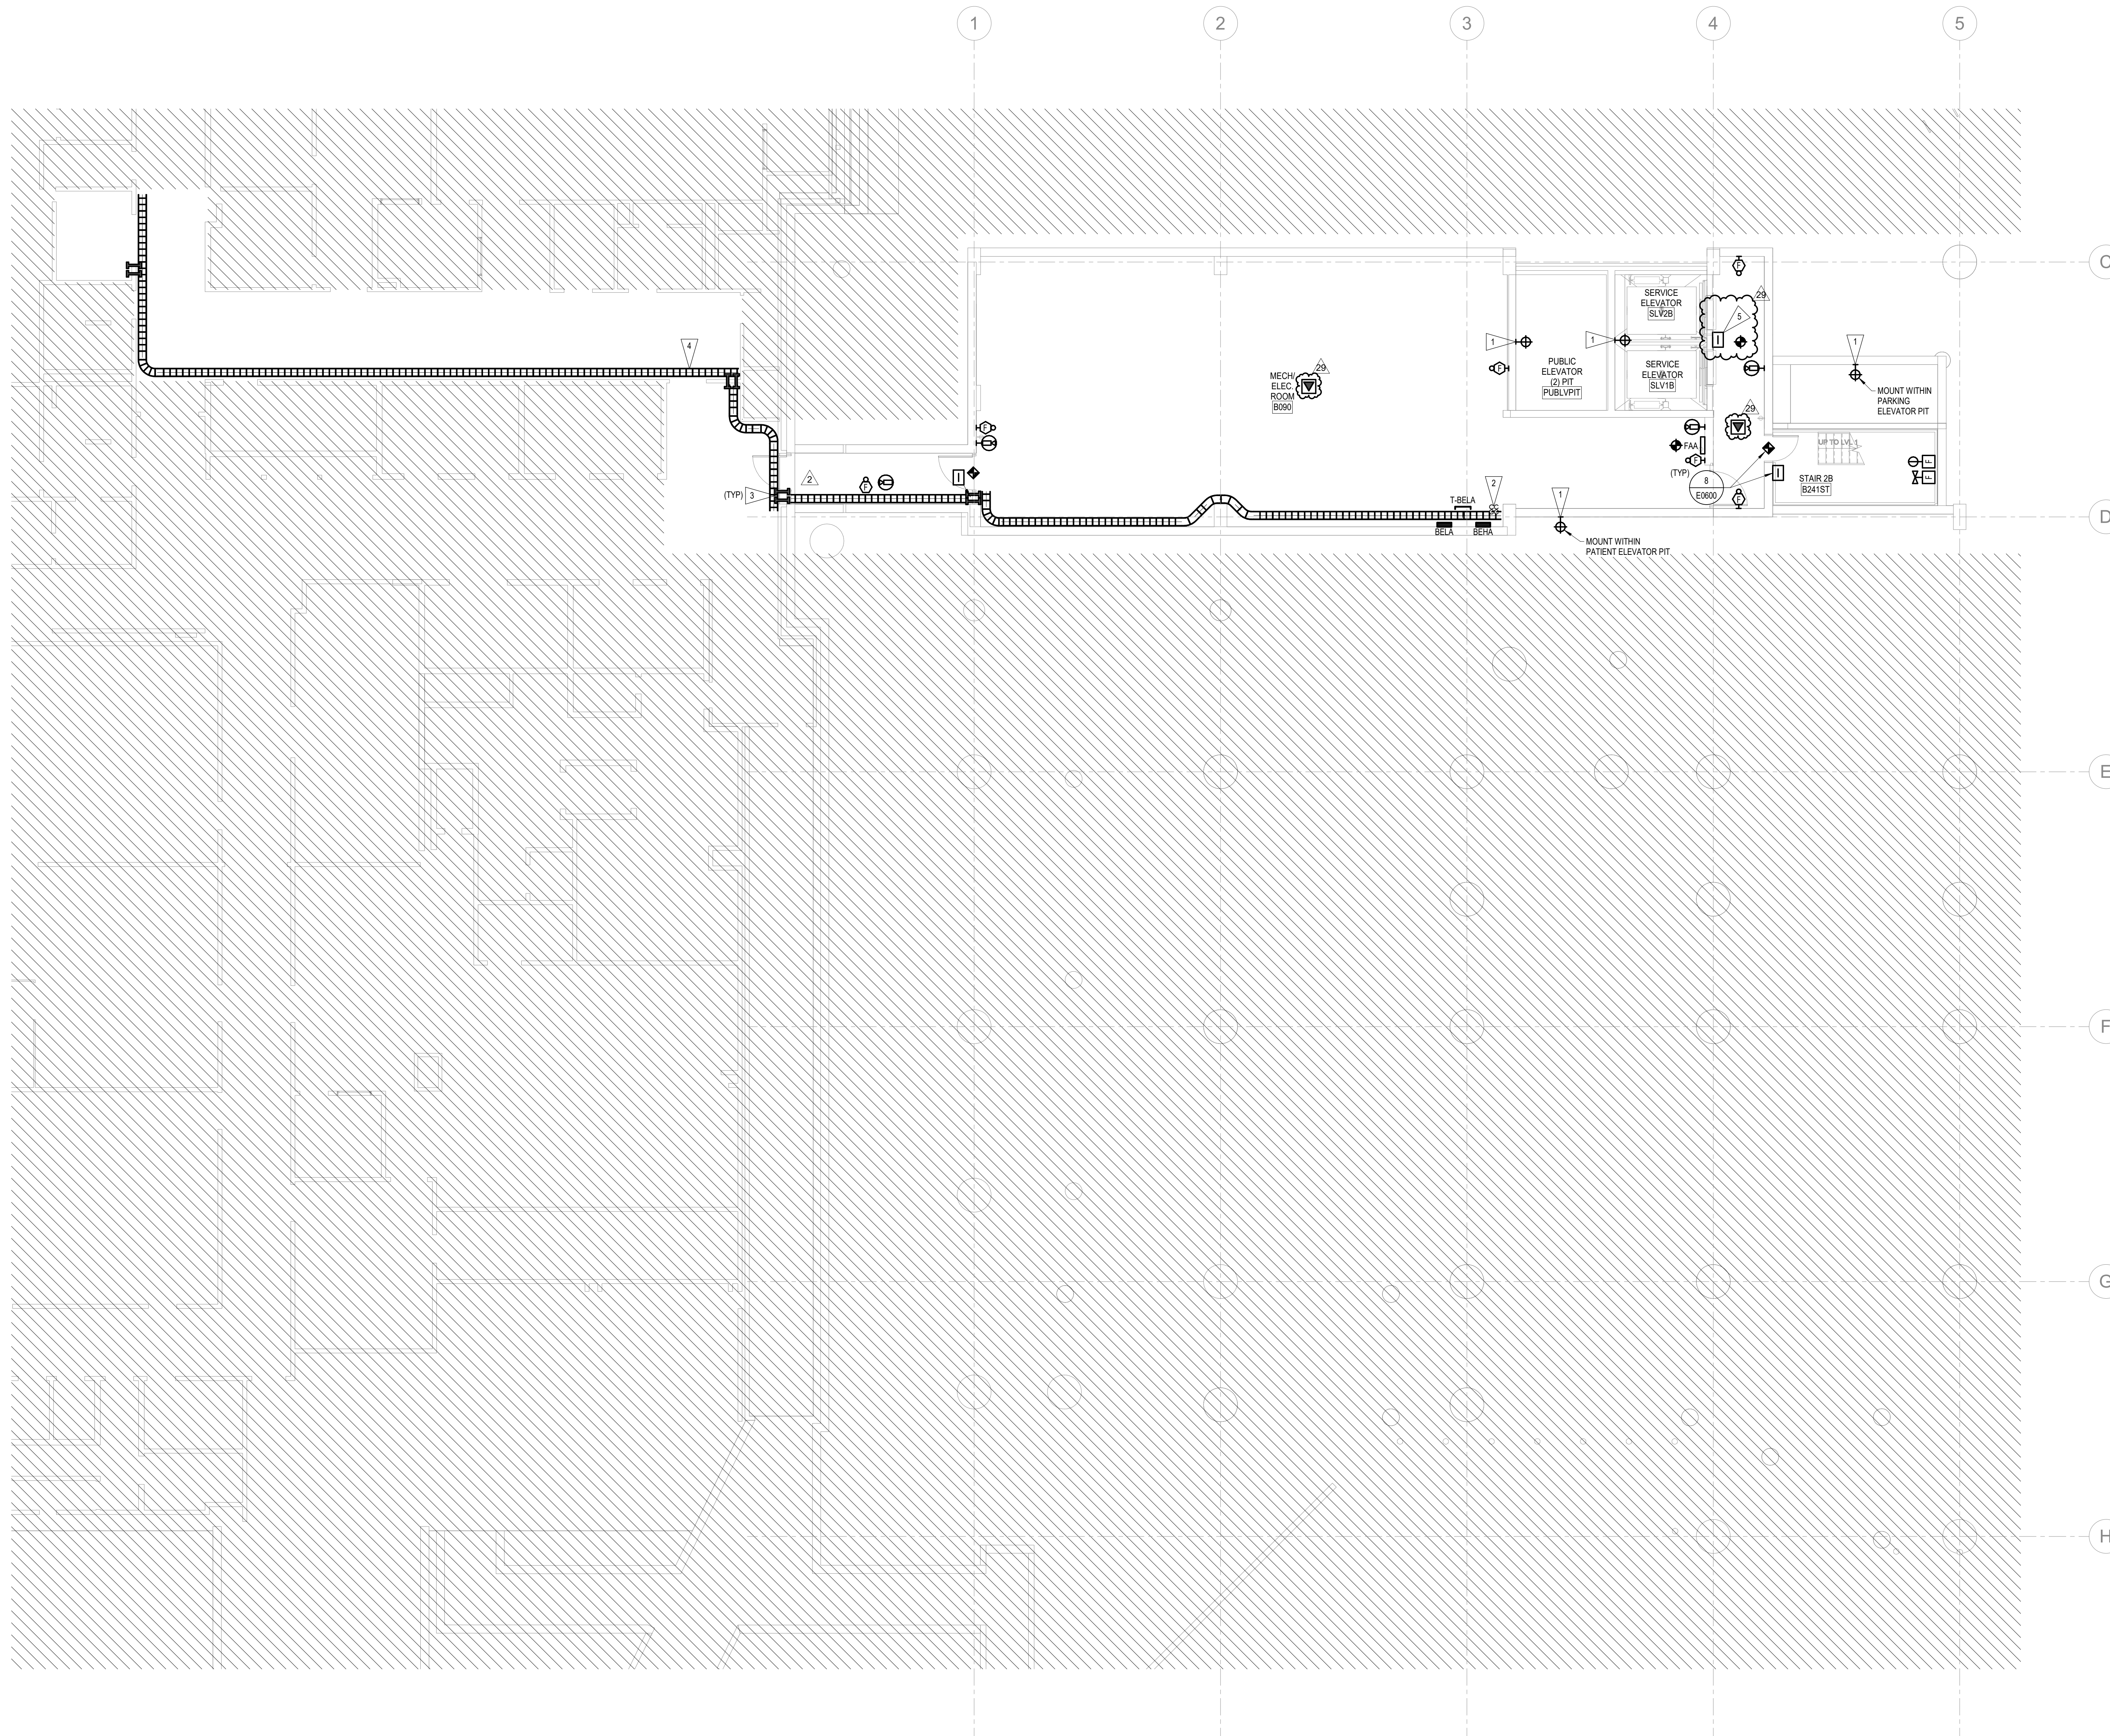 1
2
3
4
5
C
29
5
SERVICE
ELEVATOR
SLV2B
1
1
1
4
PUBLIC
ELEVATOR
(2) PIT
PUBLVPIT
SERVICE
ELEVATOR
SLV1B
29
MECH/
ELEC.
ROOM
B090
F
F
MOUNT WITHIN
PARKING
ELEVATOR PIT
29
F
FAA
UP TO LVL 1
F
F
F
(TYP)
8
E0600
STAIR 2B
B241ST
2
F
(TYP)
3
F
2
T-BELA
1
BELA
BEHA
D
MOUNT WITHIN
PATIENT ELEVATOR PIT
E
F
G
H